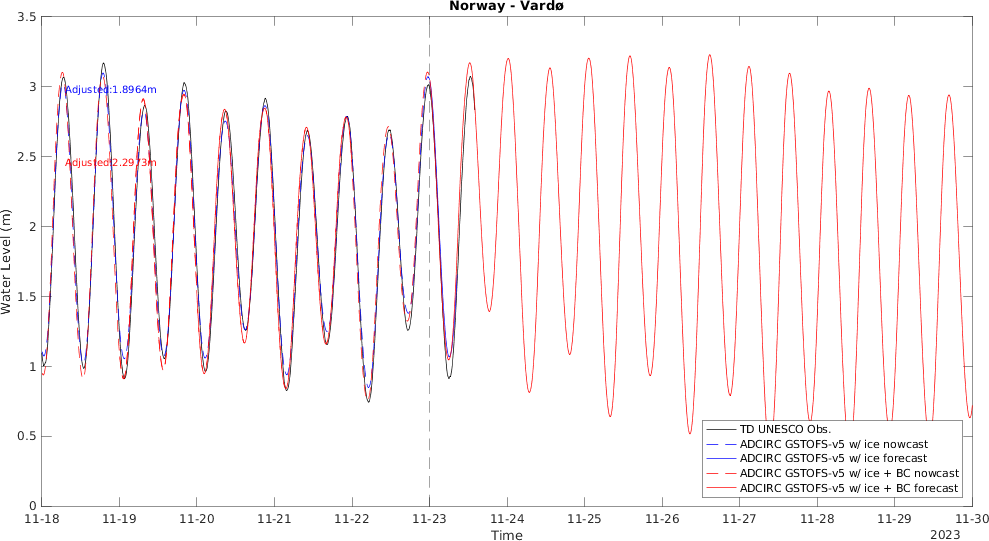 Norway - Vardø
3.5
3
2.5
2
1.5
1
0.5
0
Water Level (m)
Adjusted:1.8964m
Adjusted:2.2973m
TD UNESCO Obs.
ADCIRC GSTOFS-v5 w/ ice nowcast
ADCIRC GSTOFS-v5 w/ ice forecast
ADCIRC GSTOFS-v5 w/ ice + BC nowcast
ADCIRC GSTOFS-v5 w/ ice + BC forecast
11-18 11-19 11-20 11-21 11-22 11-23 11-24 11-25 11-26 11-27 11-28 11-29 11-30
Time
2023